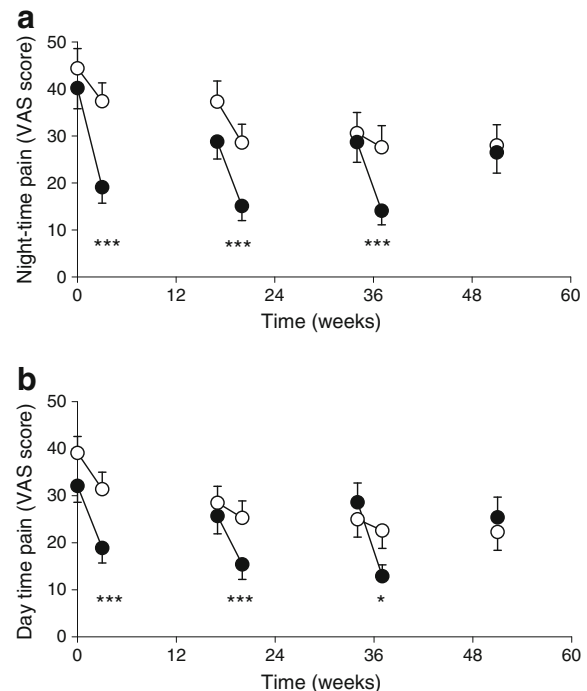 a
Night-time pain (VAS score)
50
40
30
20
10
0
*** *** ***
0 12 24 36 48 60
Time (weeks)
b
Day time pain (VAS score)
50
40
30
20
10
0
*** *** *
0 12 24 36 48 60
Time (weeks)